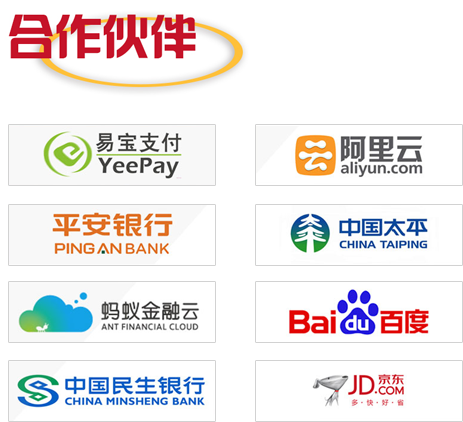 合作伙伴
易宝支付
YeePay
阿里云
aliyun.com
平安银行
PING AN BANK
中国太平
CHINA TAIPING
蚂蚁金融云
ANT FINANCIAL CLOUD
Bai du 百度
中国民生银行
CHINA MINSHENG BANK
JD 京东
.COM
多·快·好·省